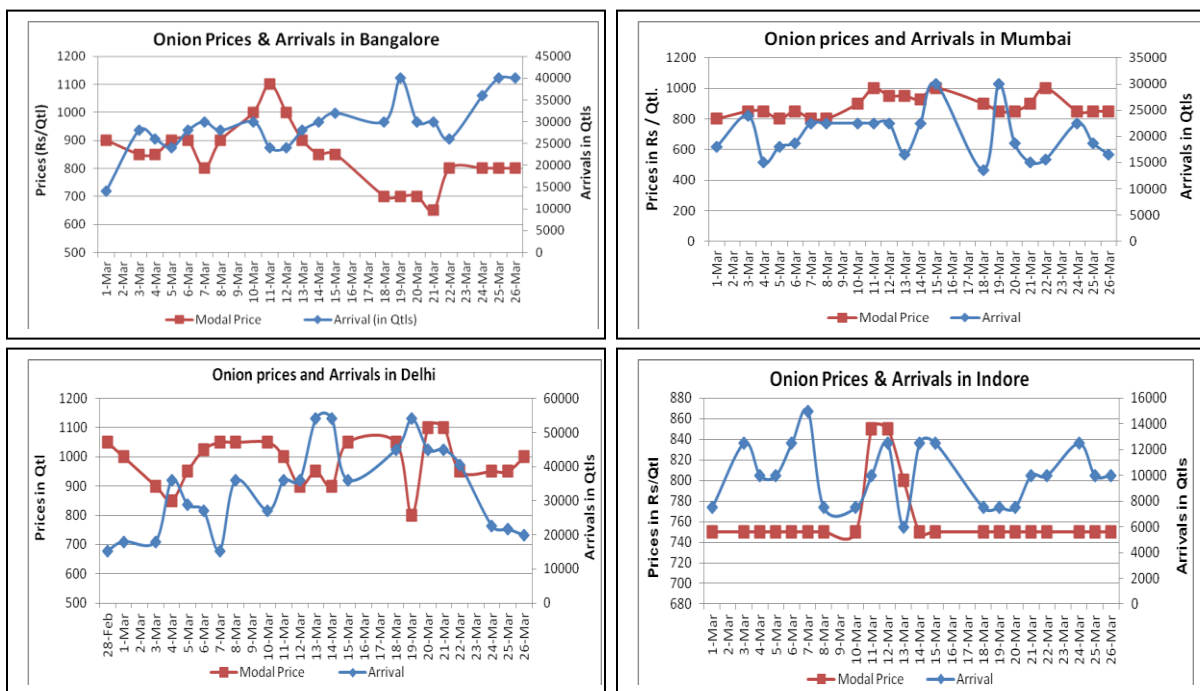 Onion Prices & Arrivals in Bangalore
Prices (Rs/Qtl)
1200
1100
1000
900
800
700
600
500
45000
40000
35000
30000
25000
20000
15000
10000
5000
0
Arrivals in Qtls
1-Mar
2-Mar
3-Mar
4-Mar
5-Mar
6-Mar
7-Mar
8-Mar
9-Mar
10-Mar
11-Mar
12-Mar
13-Mar
14-Mar
15-Mar
16-Mar
17-Mar
18-Mar
19-Mar
20-Mar
21-Mar
22-Mar
23-Mar
24-Mar
25-Mar
26-Mar
Modal Price Arrival (in Qtls)
Onion prices and Arrivals in Mumbai
Prices in Rs / Qtl.
1200
1000
800
600
400
200
0
35000
30000
25000
20000
15000
10000
5000
0
Arrivals in Qtls
1-Mar
2-Mar
3-Mar
4-Mar
5-Mar
6-Mar
7-Mar
8-Mar
9-Mar
10-Mar
11-Mar
12-Mar
13-Mar
14-Mar
15-Mar
16-Mar
17-Mar
18-Mar
19-Mar
20-Mar
21-Mar
22-Mar
23-Mar
24-Mar
25-Mar
26-Mar
Modal Price Arrival
Onion prices and Arrivals in Delhi
Prices in Qtl
1200
1100
1000
900
800
700
600
500
60000
50000
40000
30000
20000
10000
0
Arrivals in Qtls
28-Feb
1-Mar
2-Mar
3-Mar
4-Mar
5-Mar
6-Mar
7-Mar
8-Mar
9-Mar
10-Mar
11-Mar
12-Mar
13-Mar
14-Mar
15-Mar
16-Mar
17-Mar
18-Mar
19-Mar
20-Mar
21-Mar
22-Mar
23-Mar
24-Mar
25-Mar
26-Mar
Modal Price Arrival
Onion Prices & Arrivals in Indore
Prices in Rs/Qtl
880
860
840
820
800
780
760
740
720
700
680
16000
14000
12000
10000
8000
6000
4000
2000
0
Arrivals in Qtls
1-Mar
2-Mar
3-Mar
4-Mar
5-Mar
6-Mar
7-Mar
8-Mar
9-Mar
10-Mar
11-Mar
12-Mar
13-Mar
14-Mar
15-Mar
16-Mar
17-Mar
18-Mar
19-Mar
20-Mar
21-Mar
22-Mar
23-Mar
24-Mar
25-Mar
26-Mar
Modal Price Arrival